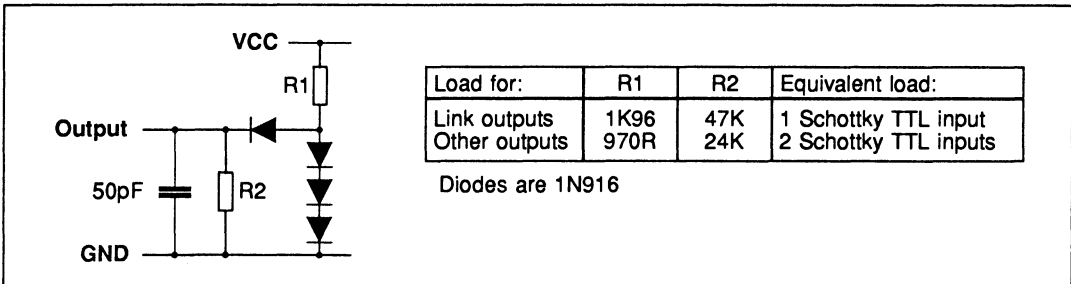 VCC
R1
Output
50pF
R2
GND
Load for: R1 R2 Equivalent load:
Link outputs 1K96 47K 1 Schottky TTL input
Other outputs 970R 24K 2 Schottky TTL inputs
Diodes are 1N916